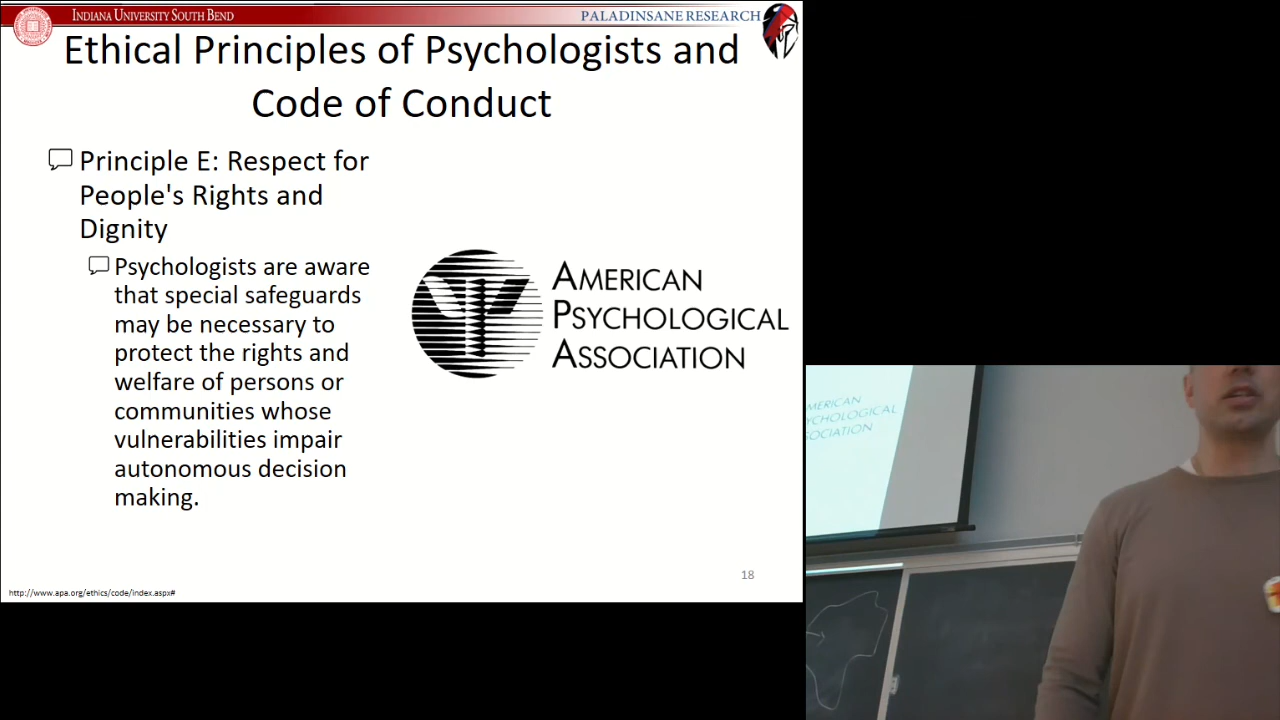 INDIANA UNIVERSITY SOUTH BEND
PALADINSANE RESEARCH
Ethical Principles of Psychologists and
Code of Conduct
Principle E: Respect for
People's Rights and
Dignity
Psychologists are aware
that special safeguards
may be necessary to
protect the rights and
welfare of persons or
communities whose
vulnerabilities impair
autonomous decision
making.
AMERICAN
PSYCHOLOGICAL
ASSOCIATION
18
http://www.apa.org/ethics/code/index.aspx#
MERICAN
YCHOLOGICAL
SOCIATION